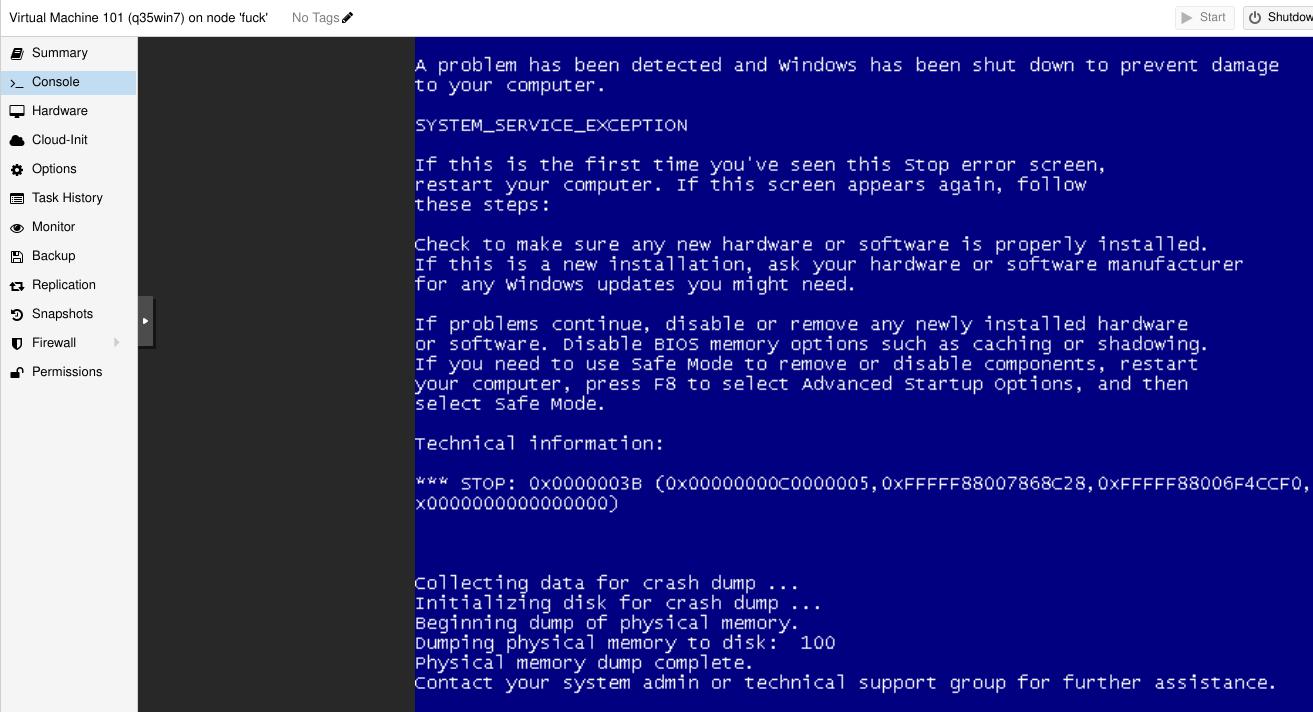 Virtual Machine 101 (q35win7) on node 'fuck'
No Tags
Start
Shutdow
Summary
Console
Hardware
Cloud-Init
Options
Task History
Monitor
Backup
Replication
Snapshots
Firewall
Permissions
A problem has been detected and Windows has been shut down to prevent damage
to your computer.
SYSTEM_SERVICE_EXCEPTION
If this is the first time you've seen this Stop error screen,
restart your computer. If this screen appears again, follow
these steps:
Check to make sure any new hardware or software is properly installed.
If this is a new installation, ask your hardware or software manufacturer
for any Windows updates you might need.
If problems continue, disable or remove any newly installed hardware
or software. Disable BIOS memory options such as caching or shadowing.
If you need to use Safe Mode to remove or disable components, restart
your computer, press F8 to select Advanced Startup Options, and then
select Safe Mode.
Technical information:
*** STOP: 0x0000003B (0x00000000C0000005,0xFFFFF88007868C28,0xFFFFF88006F4CCF0,
x0000000000000000)
Collecting data for crash dump ...
Initializing disk for crash dump ...
Beginning dump of physical memory.
Dumping physical memory to disk:  100
Physical memory dump complete.
Contact your system admin or technical support group for further assistance.